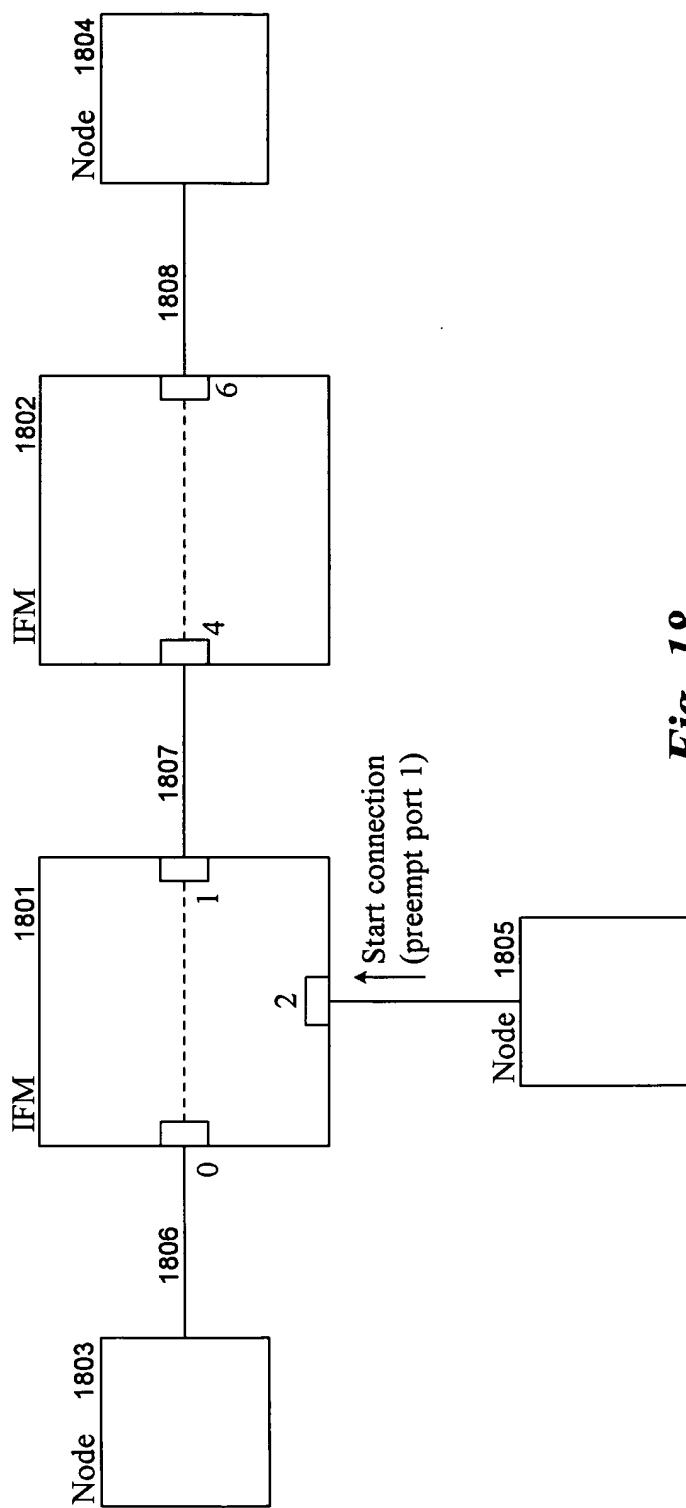 Node 1803
1806
IFM 1801
0
1
2
1807
IFM 1802
4
6
1808
Node 1804
Start connection
(preempt port 1)
Node 1805
Fig. 18